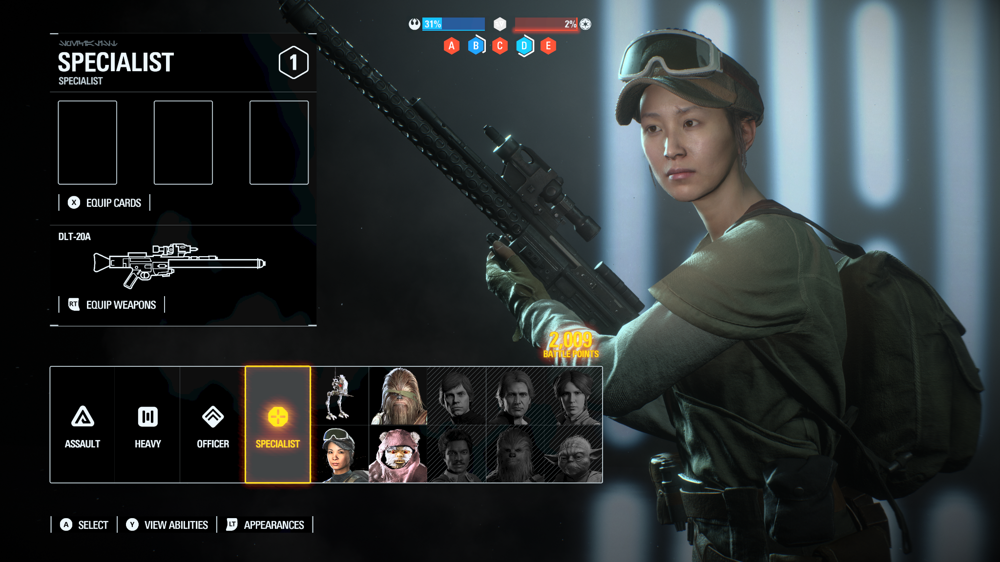 31%
2%
A
B
C
D
E
SPECIALIST
1
SPECIALIST
X EQUIP CARDS
DLT-20A
RT EQUIP WEAPONS
2,009
BATTLE POINTS
ASSAULT
HEAVY
OFFICER
SPECIALIST
A SELECT
Y VIEW ABILITIES
LT APPEARANCES